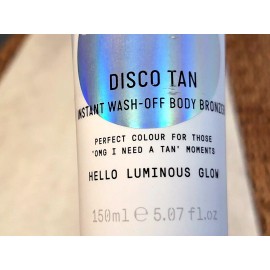 DISCO TAN
INSTANT WASH-OFF BODY BRONZER
PERFECT COLOUR FOR THOSE
"OMG I NEED A TAN" MOMENTS
HELLO LUMINOUS GLOW
150ml ℮ 5.07 fl.oz